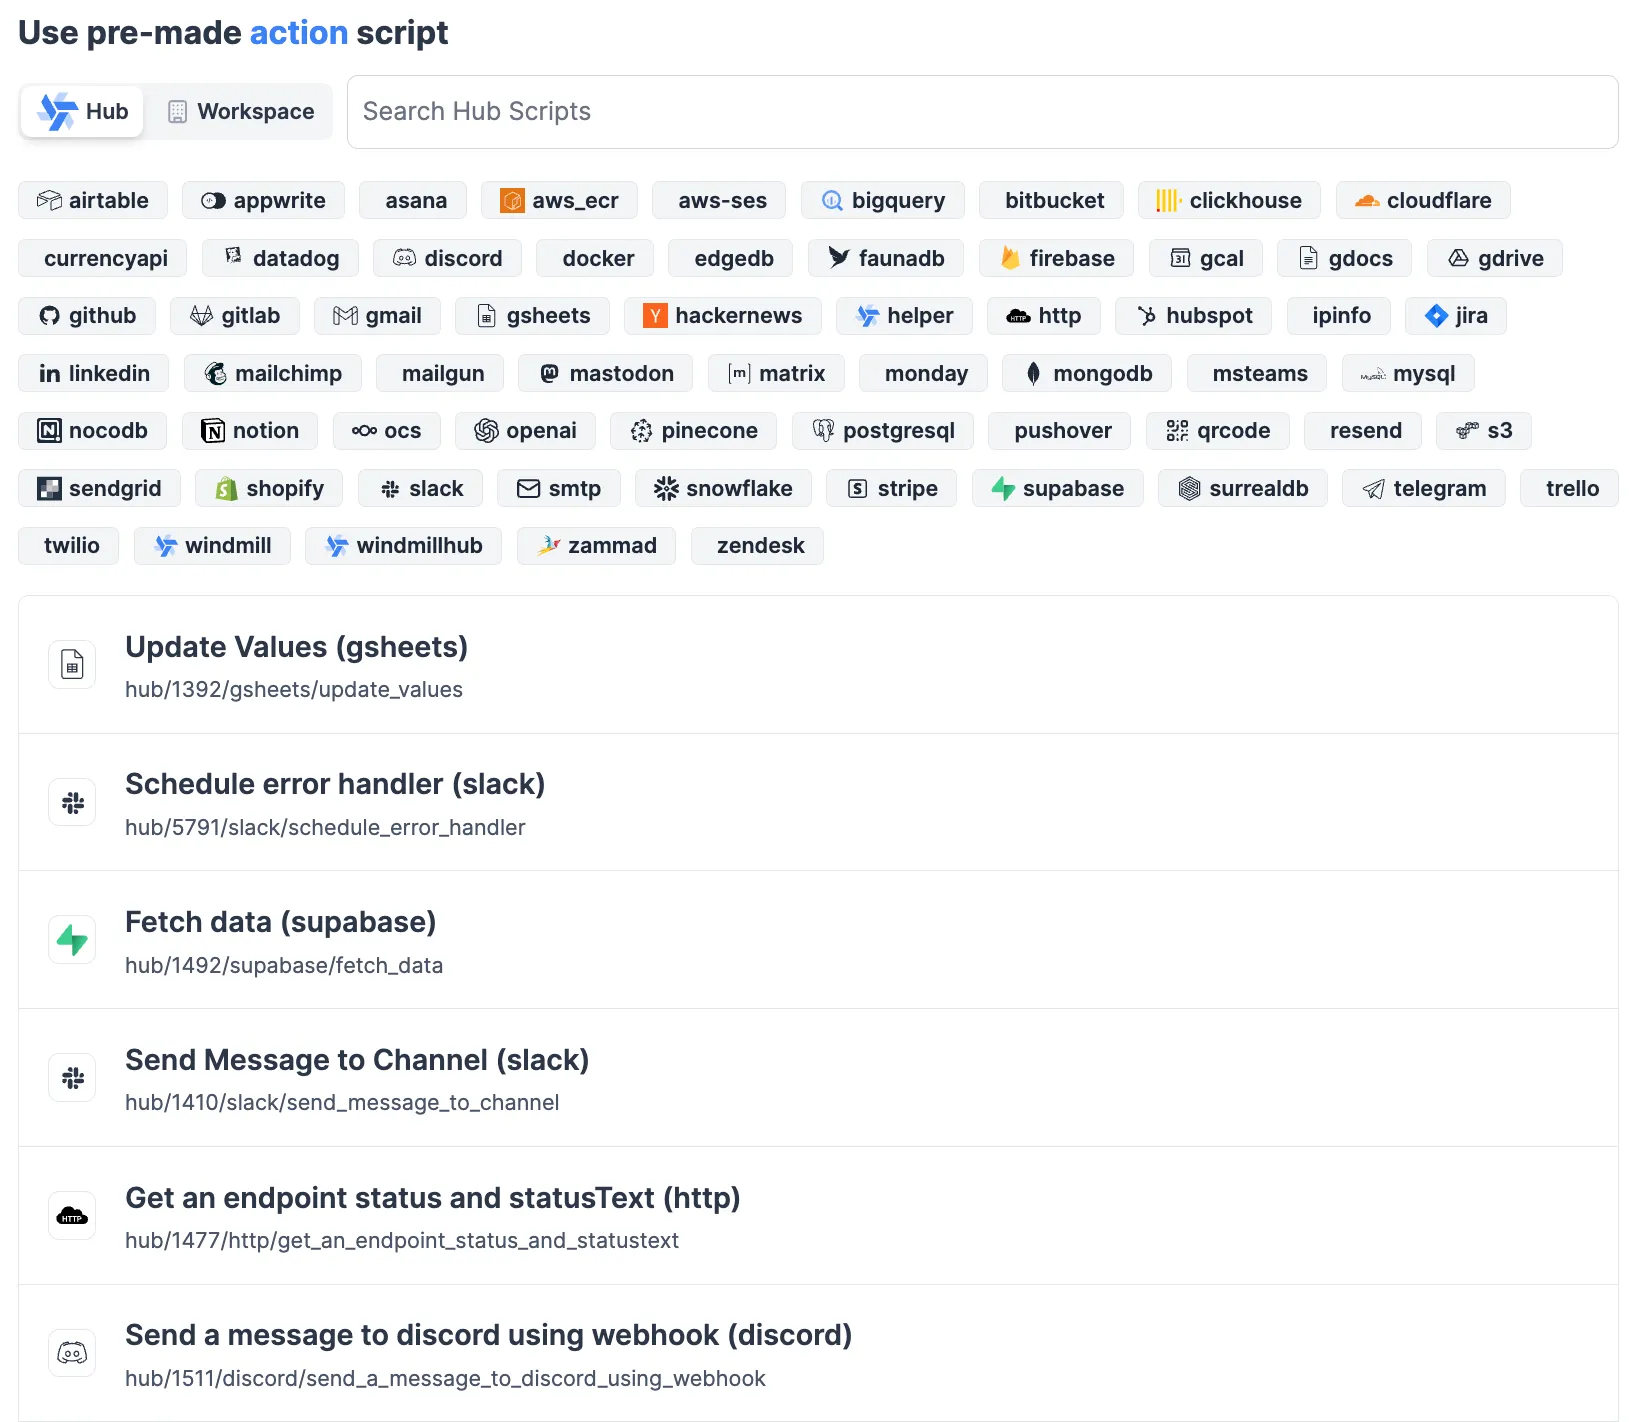 Use pre-made action script
Hub Workspace Search Hub Scripts
airtable appwrite asana aws_ecr aws-ses bigquery bitbucket clickhouse cloudflare
currencyapi datadog discord docker edgedb faunadb firebase gcal gdocs gdrive
github gitlab gmail gsheets hackernews helper http hubspot ipinfo jira
linkedin mailchimp mailgun mastodon matrix monday mongodb msteams mysql
nocodb notion ocs openai pinecone postgresql pushover qrcode resend s3
sendgrid shopify slack smtp snowflake stripe supabase surrealdb telegram trello
twilio windmill windmillhub zammad zendesk
Update Values (gsheets)
hub/1392/gsheets/update_values
Schedule error handler (slack)
hub/5791/slack/schedule_error_handler
Fetch data (supabase)
hub/1492/supabase/fetch_data
Send Message to Channel (slack)
hub/1410/slack/send_message_to_channel
Get an endpoint status and statusText (http)
HTTP
hub/1477/http/get_an_endpoint_status_and_statustext
Send a message to discord using webhook (discord)
hub/1511/discord/send_a_message_to_discord_using_webhook